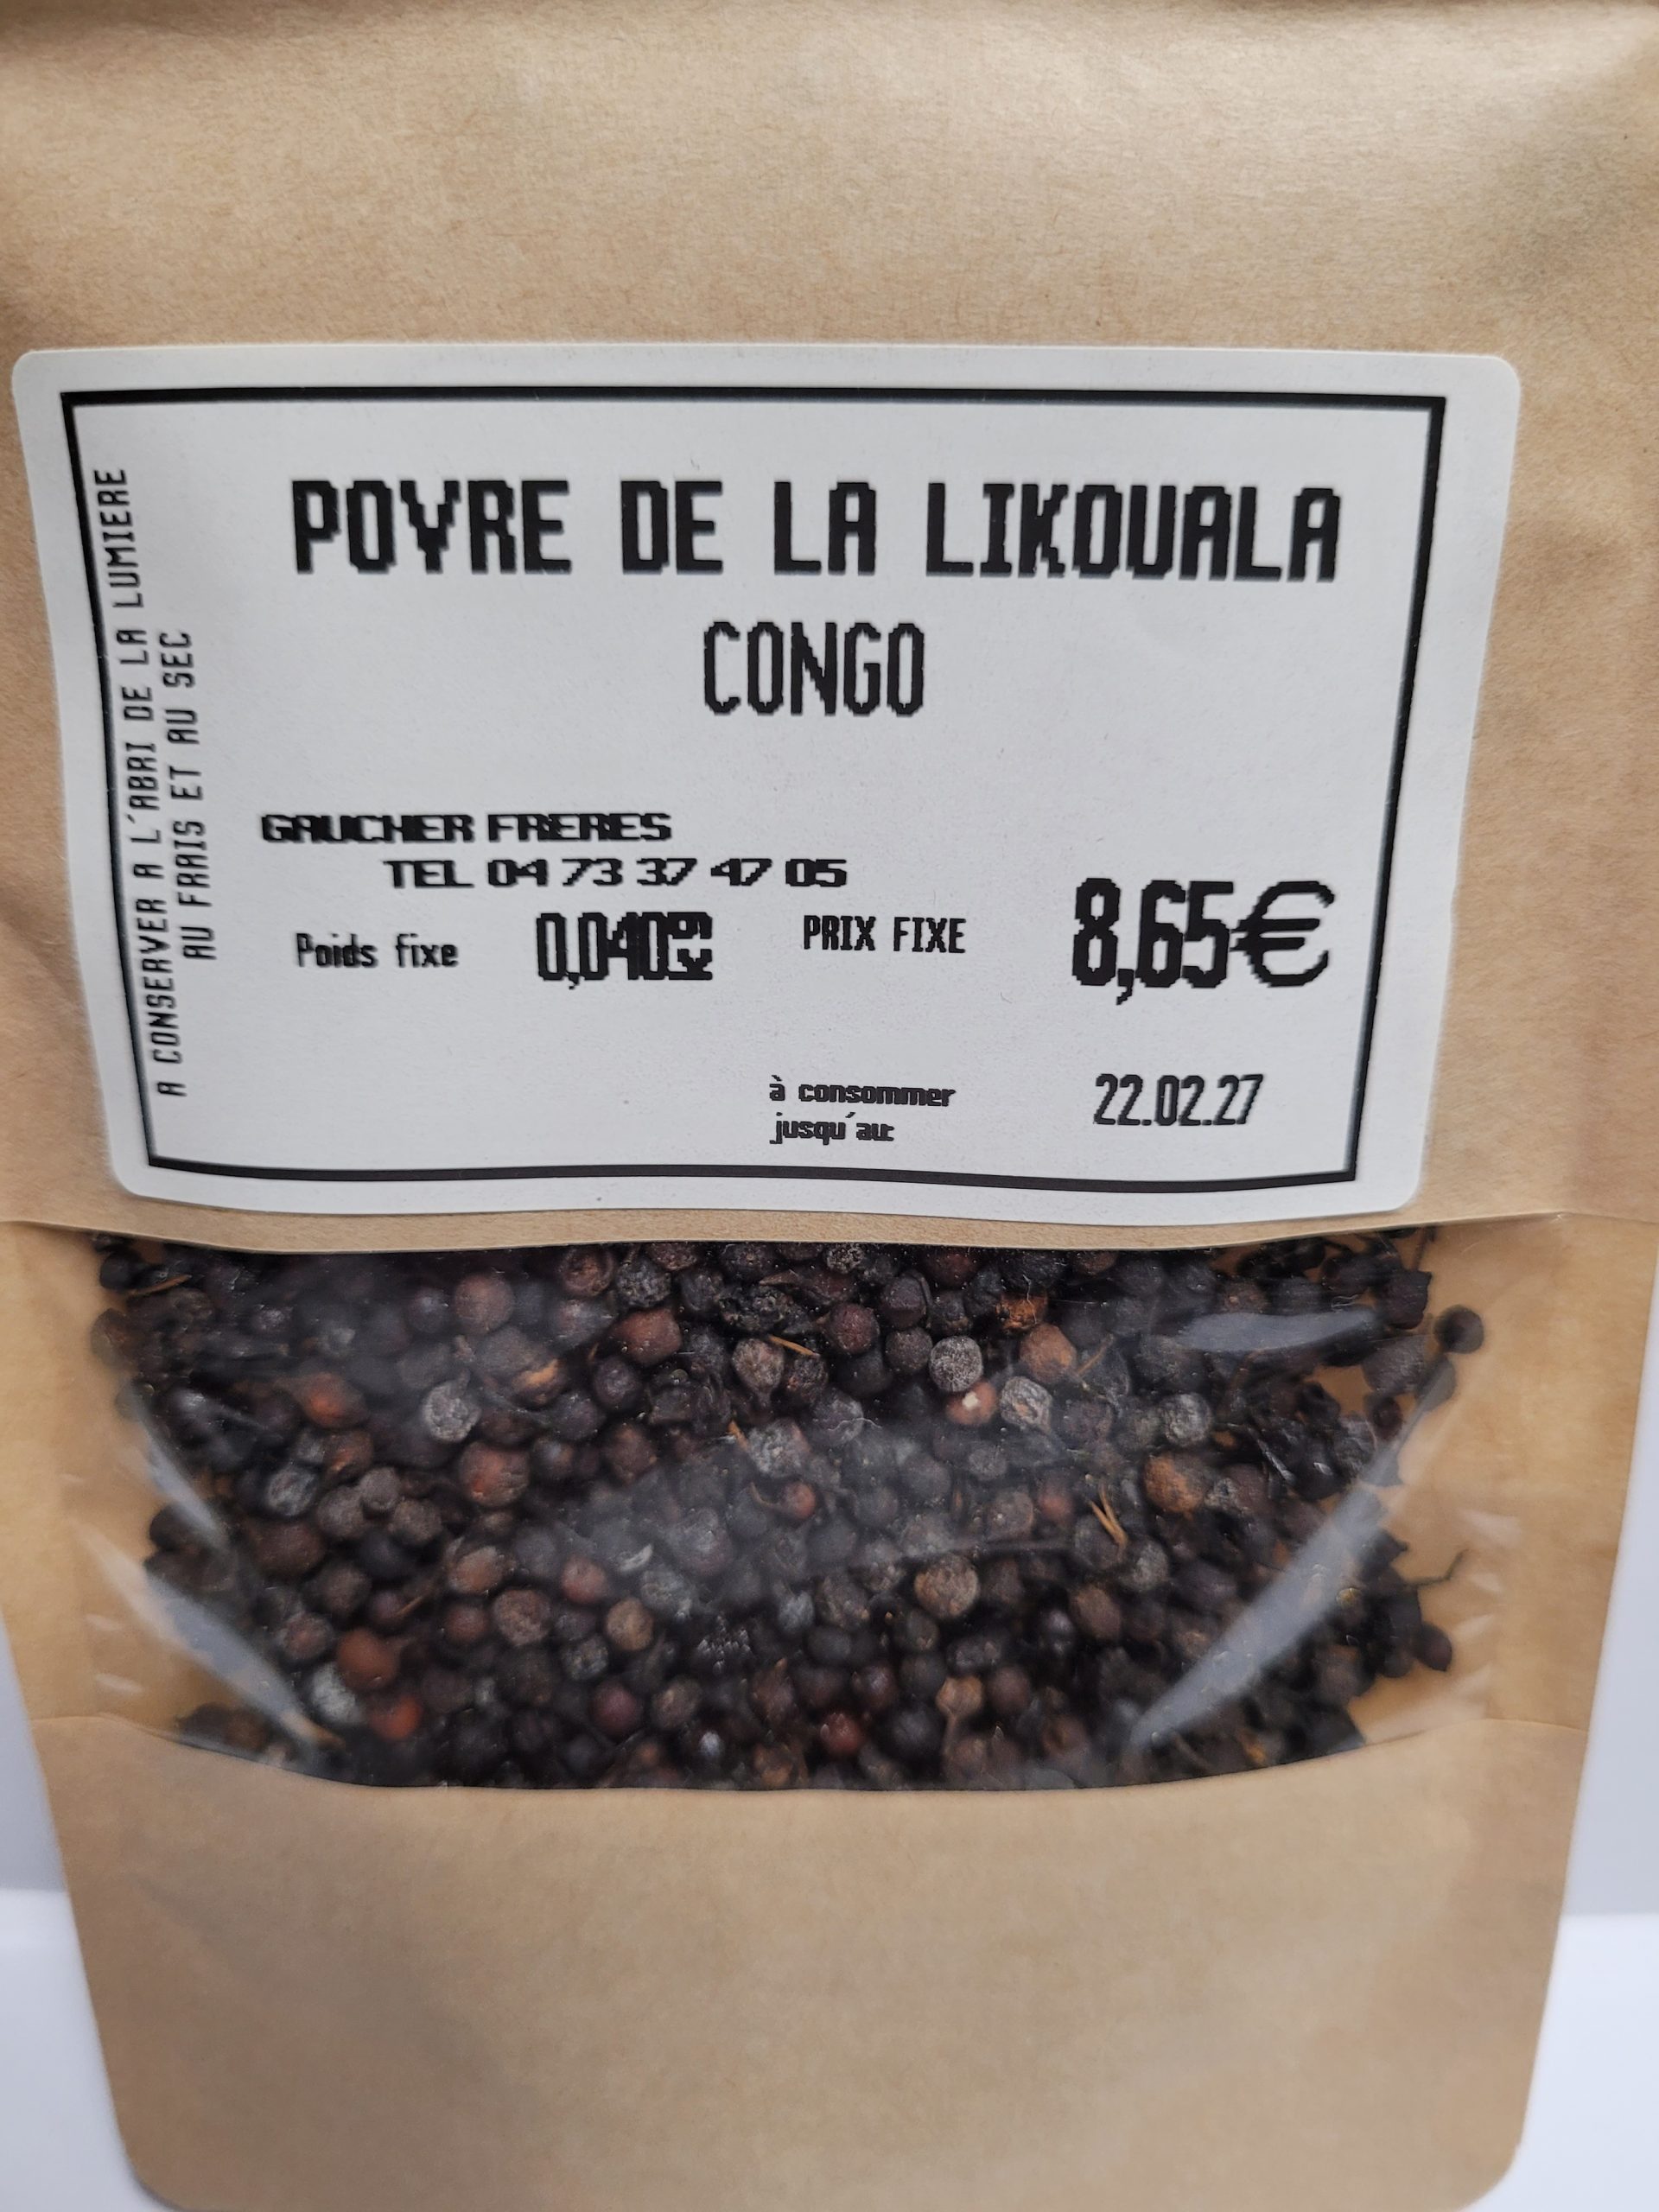 POVRE DE LA LIKOUALA
CONGO
GAUCHER FRERES
TEL 04 73 37 47 05
Poids fixe 0,040kg PRIX FIXE 8,65€
à consommer
jusqu'au: 22.02.27
A CONSERVER A L'ABRI DE LA LUMIERE
AU FRAIS ET AU SEC